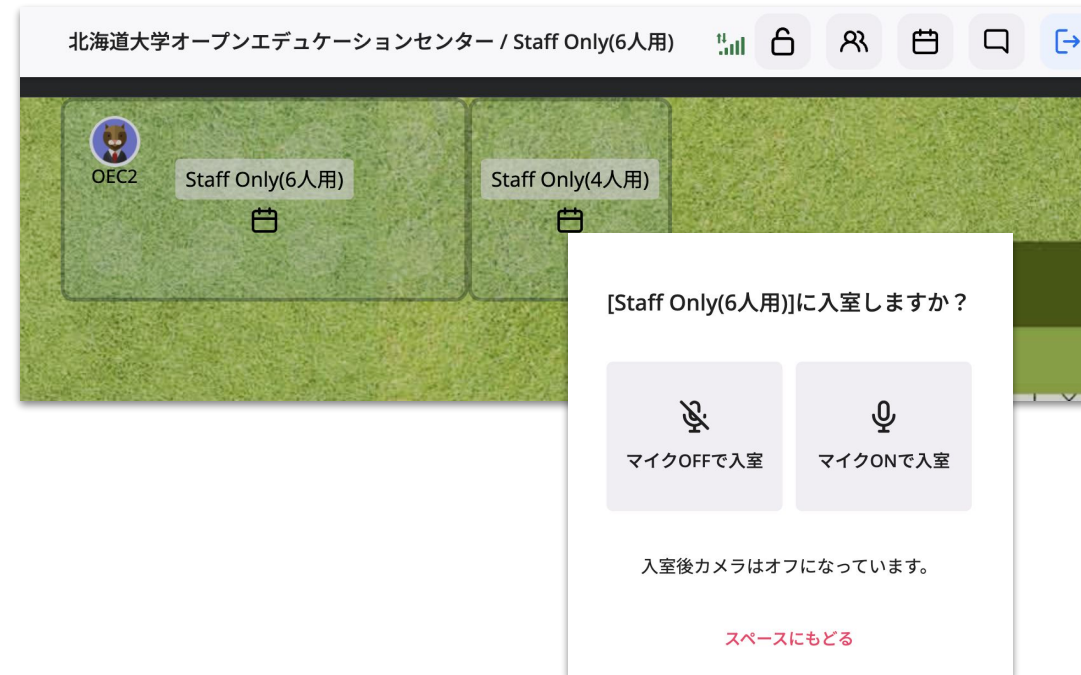 北海道大学オープンエデュケーションセンター / Staff Only(6人用)
OEC2
Staff Only(6人用)
Staff Only(4人用)
[Staff Only(6人用)]に入室しますか？
マイクOFFで入室
マイクONで入室
入室後カメラはオフになっています。
スペースにもどる